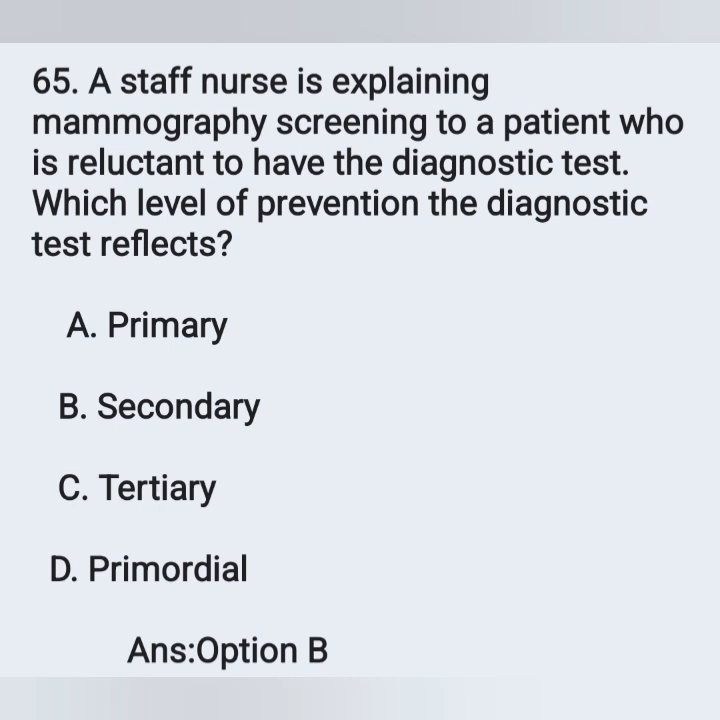 65. A staff nurse is explaining
mammography screening to a patient who
is reluctant to have the diagnostic test.
Which level of prevention the diagnostic
test reflects?
A. Primary
B. Secondary
C. Tertiary
D. Primordial
Ans:Option B